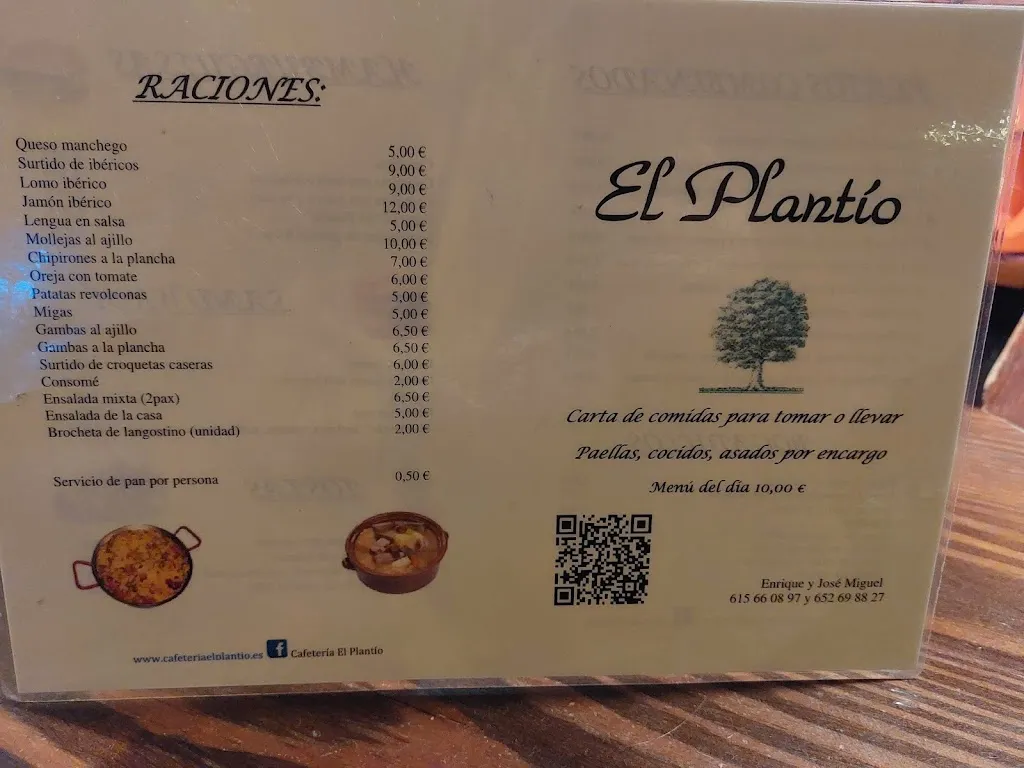 RACIONES:
Queso manchego 5,00 €
Surtido de ibéricos 9,00 €
Lomo ibérico 9,00 €
Jamón ibérico 12,00 €
Lengua en salsa 5,00 €
Mollejas al ajillo 10,00 €
Chipirones a la plancha 7,00 €
Oreja con tomate 6,00 €
Patatas revolconas 5,00 €
Migas 5,00 €
Gambas al ajillo 6,50 €
Gambas a la plancha 6,50 €
Surtido de croquetas caseras 6,00 €
Consomé 2,00 €
Ensalada mixta (2pax) 6,50 €
Ensalada de la casa 5,00 €
Brocheta de langostino (unidad) 2,00 €
Servicio de pan por persona 0,50 €
www.cafeteriaelplantio.es f Cafetería El Plantío
El Plantío
Carta de comidas para tomar o llevar
Paellas, cocidos, asados por encargo
Menú del día 10,00 €
Enrique y José Miguel
615 66 08 97 y 652 69 88 27